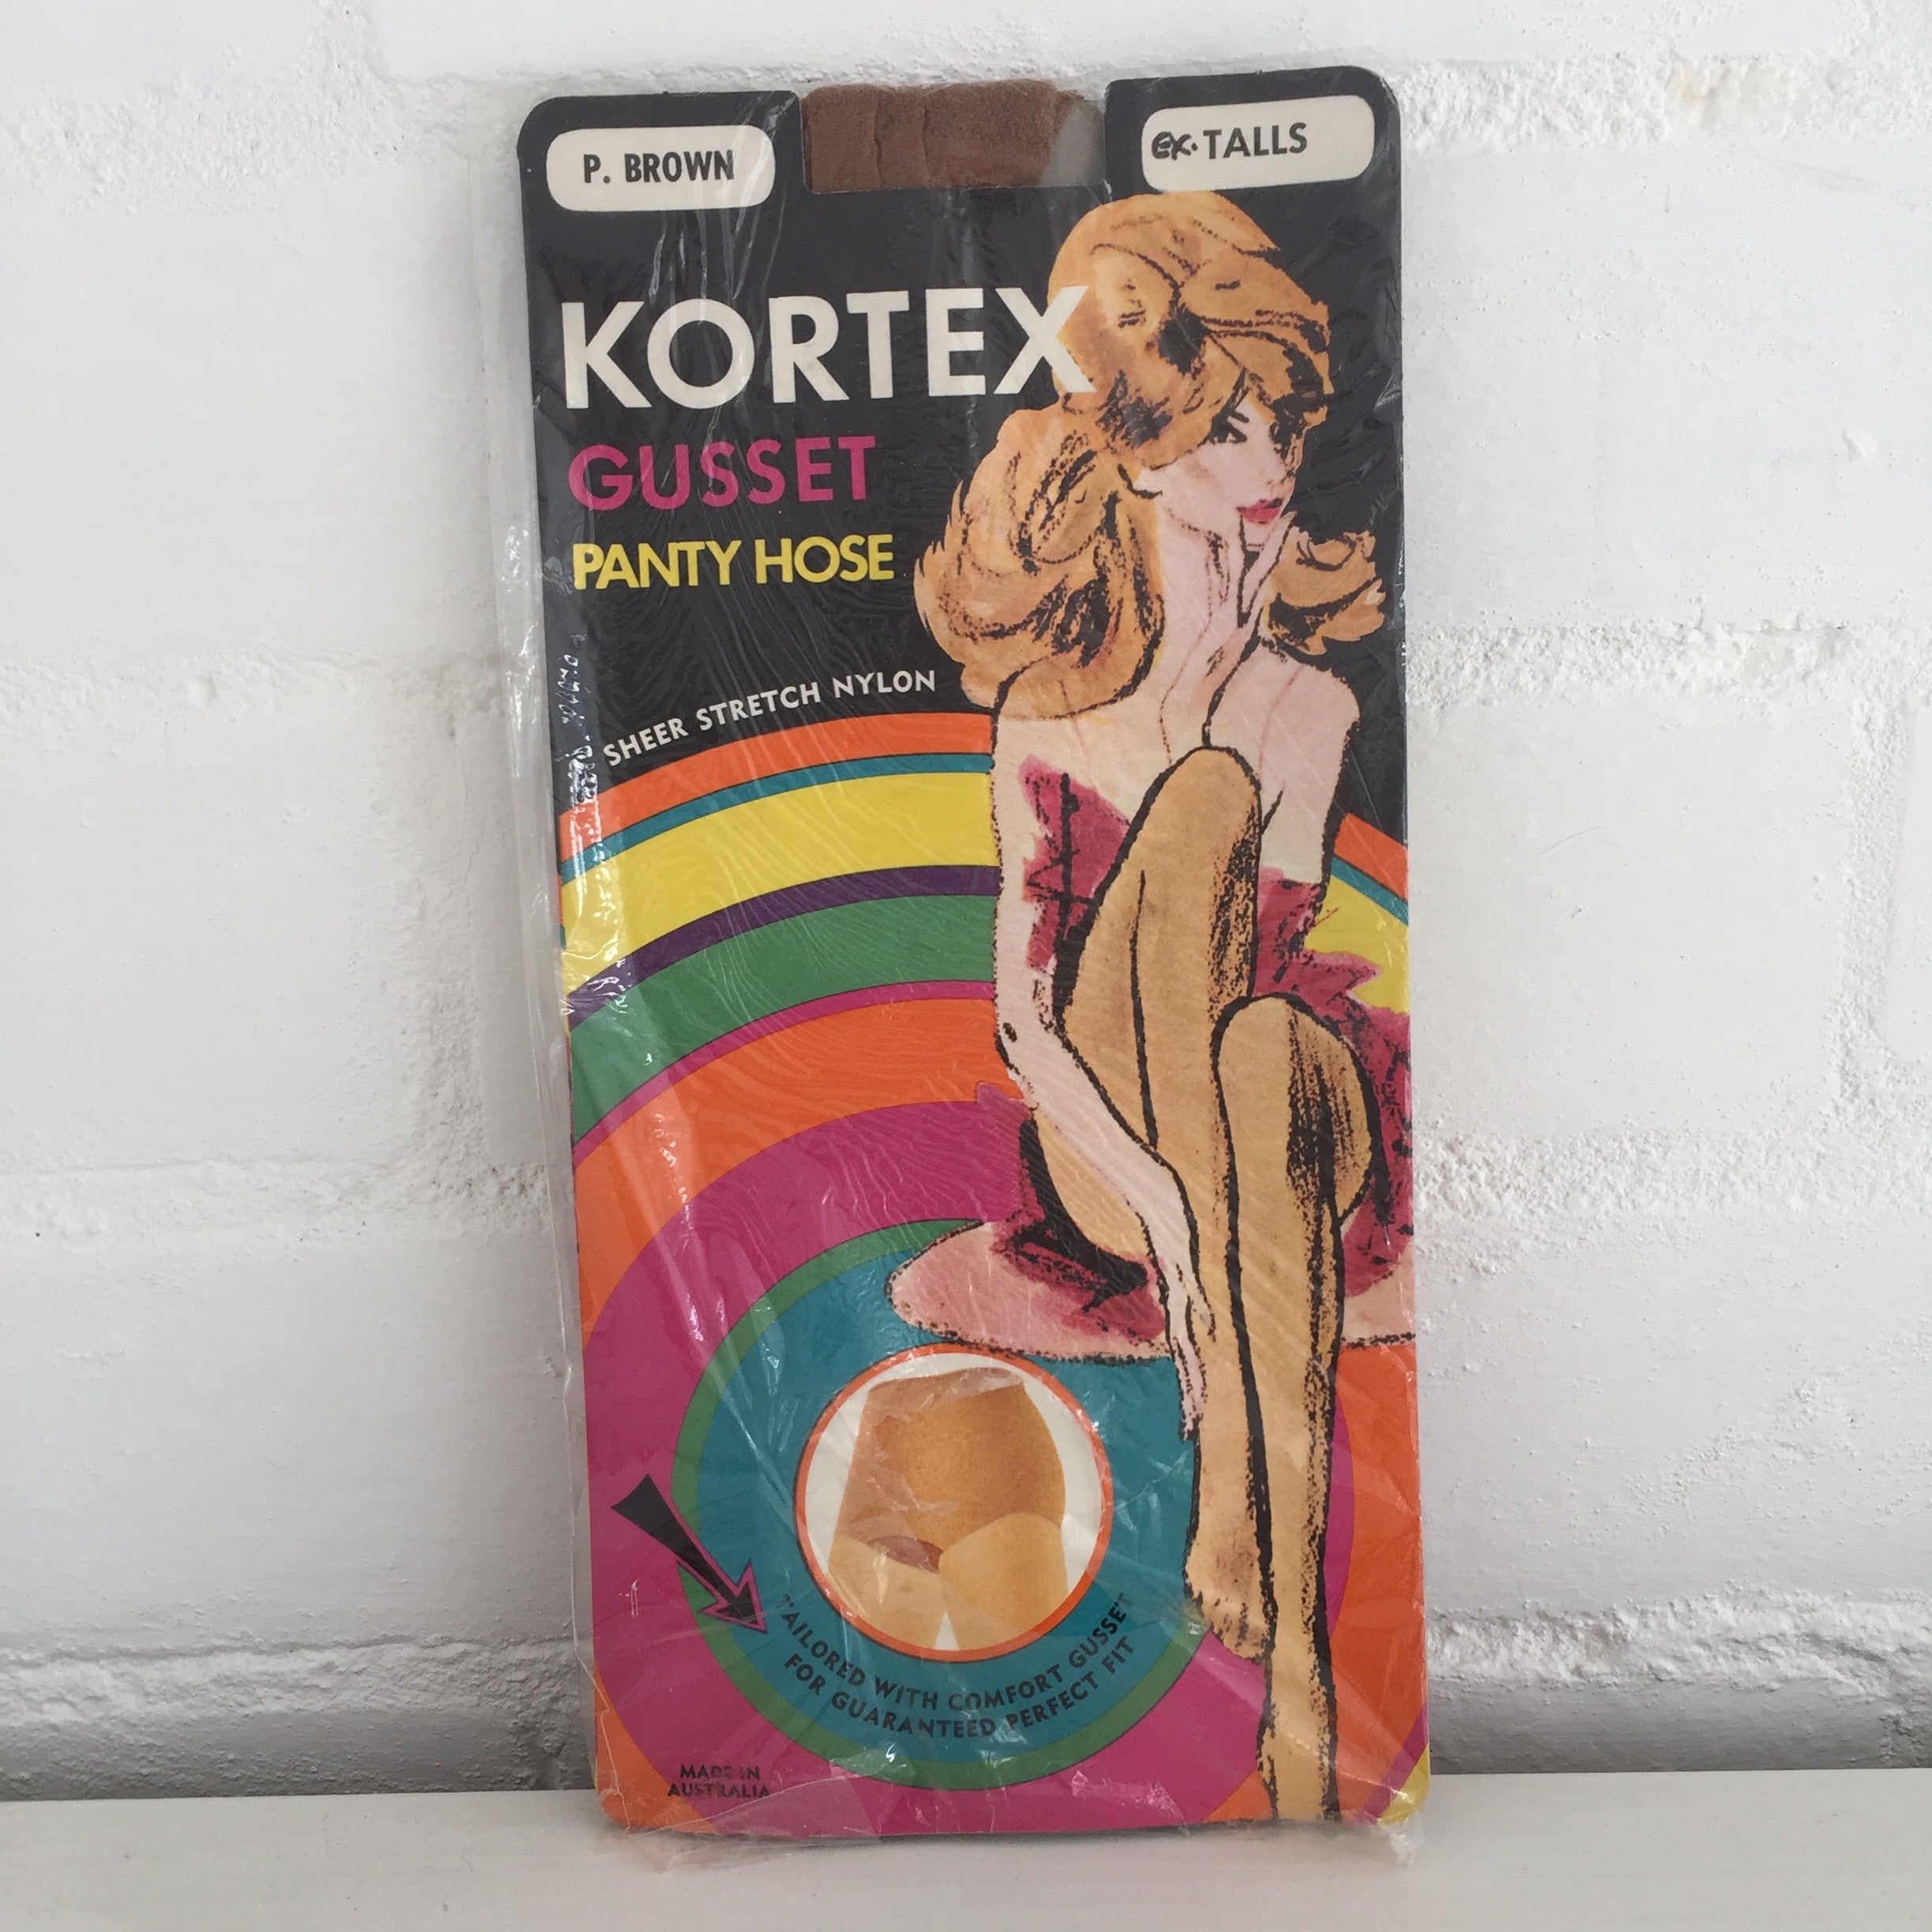 P. BROWN
ex. TALLS
KORTEX
GUSSET
PANTY HOSE
SHEER STRETCH NYLON
TAILORED WITH COMFORT GUSSET
FOR GUARANTEED PERFECT FIT
MADE IN
AUSTRALIA